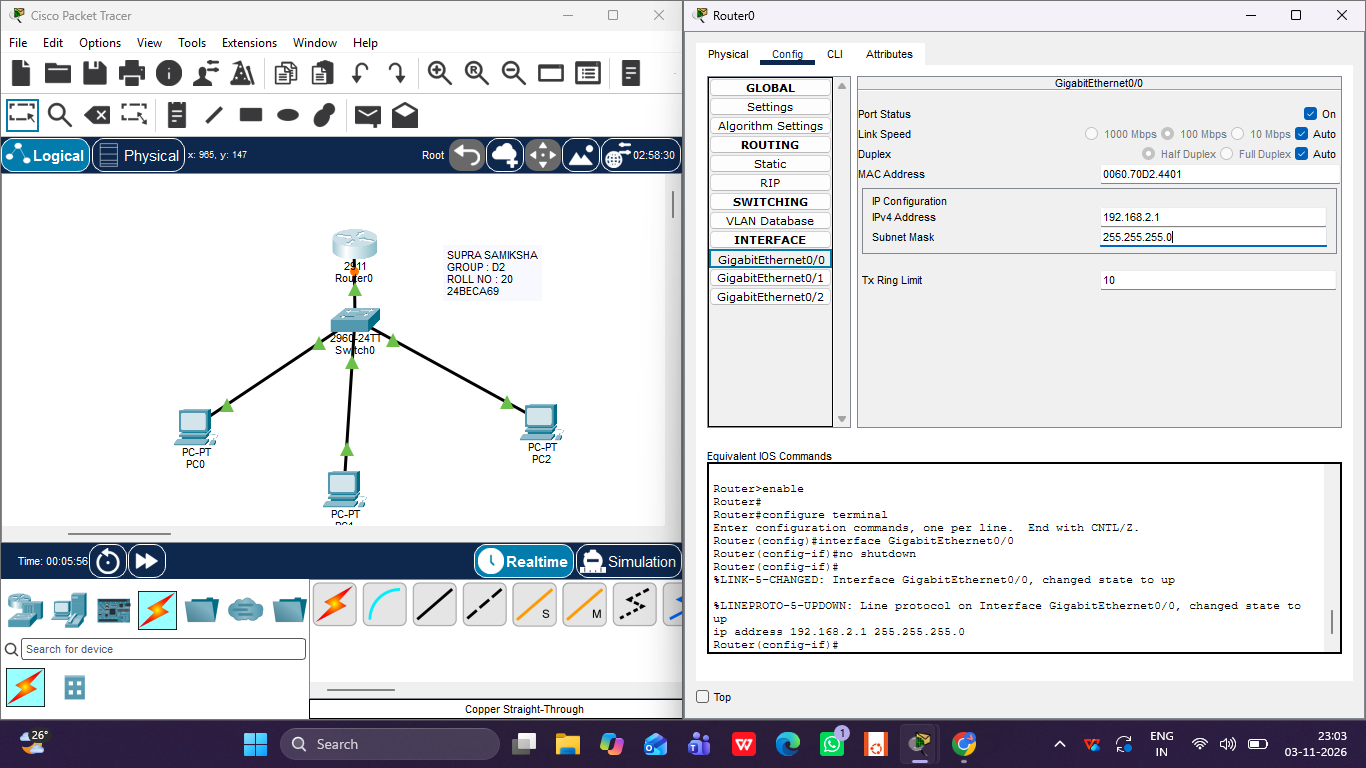 Cisco Packet Tracer
File Edit Options View Tools Extensions Window Help
Logical Physical x: 965, y: 147 Root 02:58:30
2911
Router0
SUPRA SAMIKSHA
GROUP : D2
ROLL NO : 20
24BECA69
2960-24TT
Switch0
PC-PT
PC0
PC-PT
PC2
PC-PT
PC1
Time: 00:05:56 Realtime Simulation
S M
Search for device
Copper Straight-Through
Router0
Physical Config CLI Attributes
GLOBAL
Settings
Algorithm Settings
ROUTING
Static
RIP
SWITCHING
VLAN Database
INTERFACE
GigabitEthernet0/0
GigabitEthernet0/1
GigabitEthernet0/2
GigabitEthernet0/0
Port Status On
Link Speed 1000 Mbps 100 Mbps 10 Mbps Auto
Duplex Half Duplex Full Duplex Auto
MAC Address 0060.70D2.4401
IP Configuration
IPv4 Address 192.168.2.1
Subnet Mask 255.255.255.0
Tx Ring Limit 10
Equivalent IOS Commands
Router>enable
Router#
Router#configure terminal
Enter configuration commands, one per line. End with CNTL/Z.
Router(config)#interface GigabitEthernet0/0
Router(config-if)#no shutdown
Router(config-if)#
%LINK-5-CHANGED: Interface GigabitEthernet0/0, changed state to up
%LINEPROTO-5-UPDOWN: Line protocol on Interface GigabitEthernet0/0, changed state to
up
ip address 192.168.2.1 255.255.255.0
Router(config-if)#
Top
26°
Search
1
ENG
IN
23:03
03-11-2026